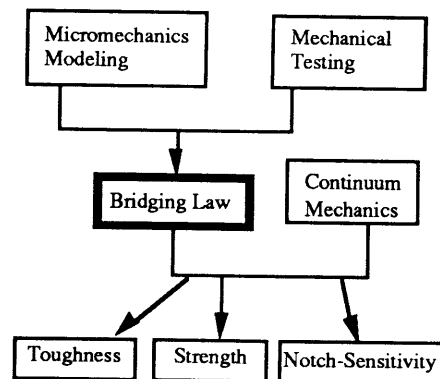 Micromechanics
Modeling
Mechanical
Testing
Bridging Law
Continuum
Mechanics
Toughness
Strength
Notch-Sensitivity